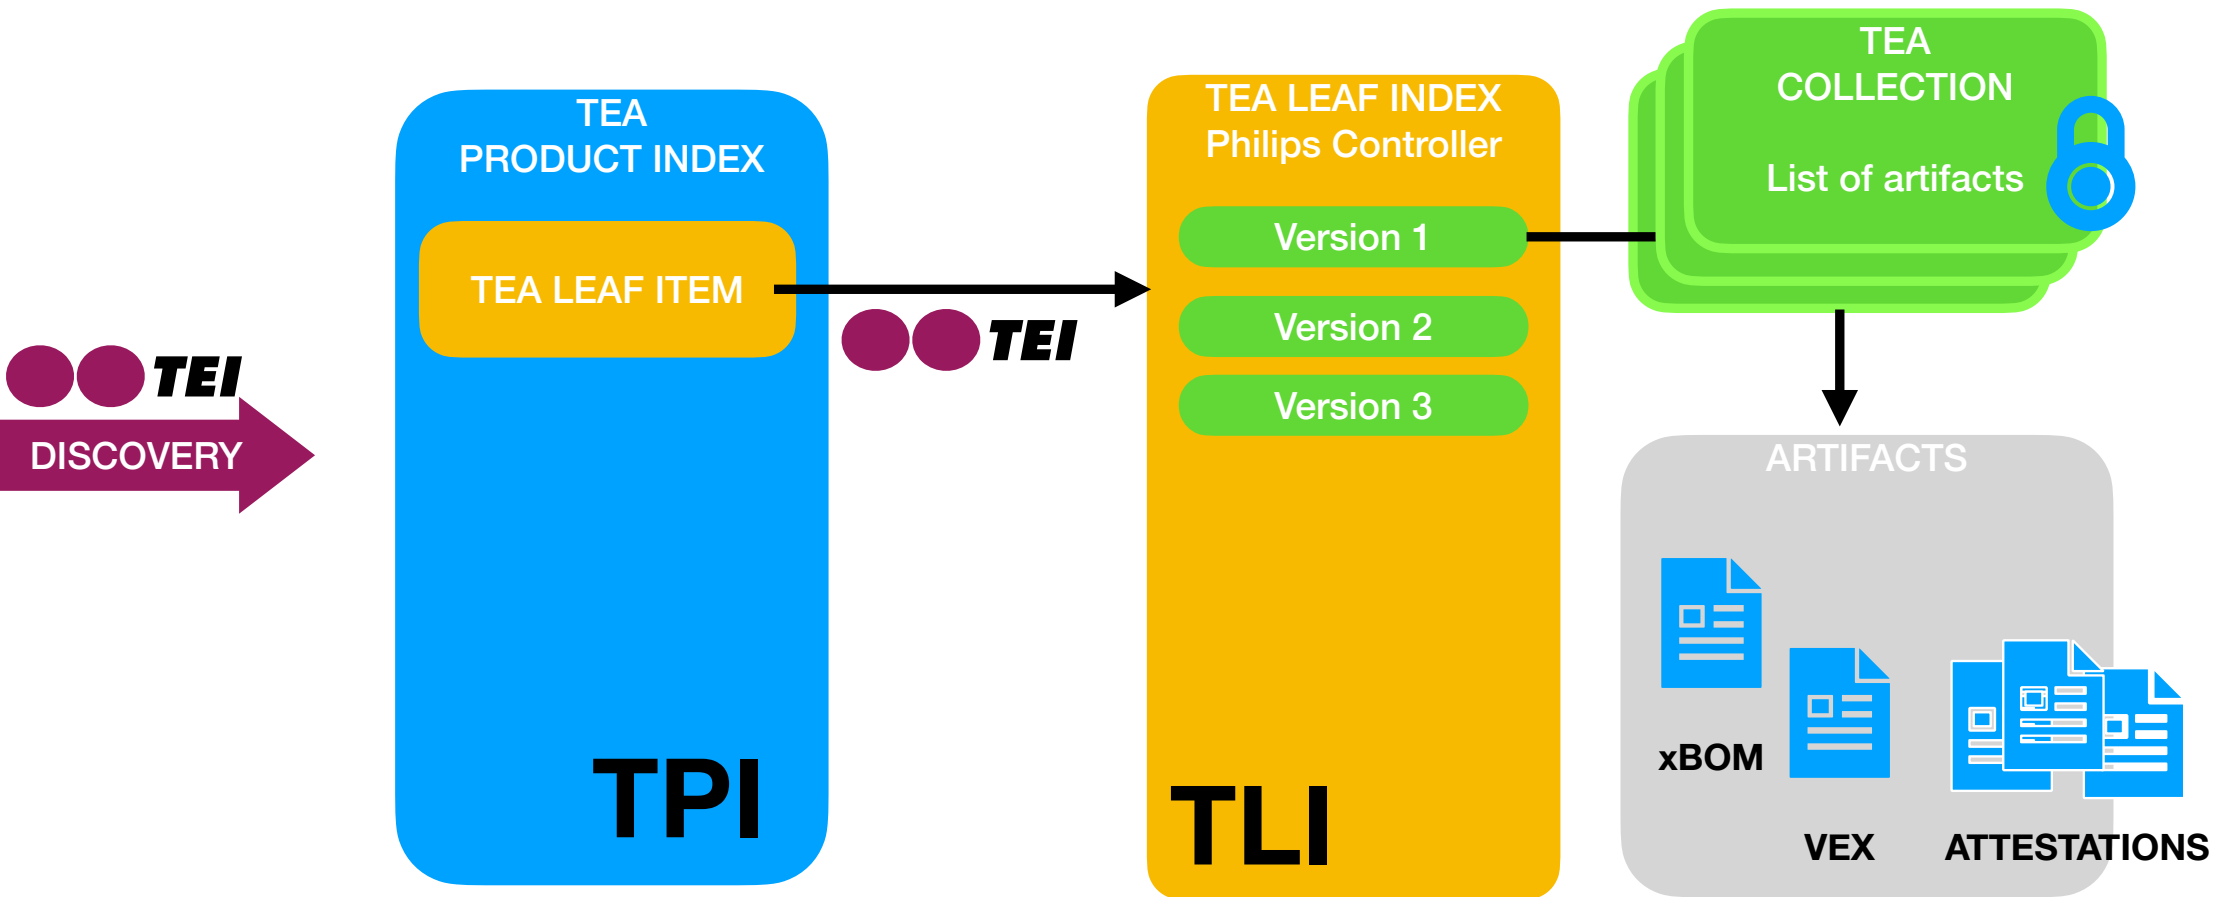 TEI
DISCOVERY
TEA
PRODUCT INDEX
TEA LEAF ITEM
TPI
TEI
TEA LEAF INDEX
Philips Controller
Version 1
Version 2
Version 3
TLI
TEA
COLLECTION
List of artifacts
ARTIFACTS
xBOM
VEX
ATTESTATIONS